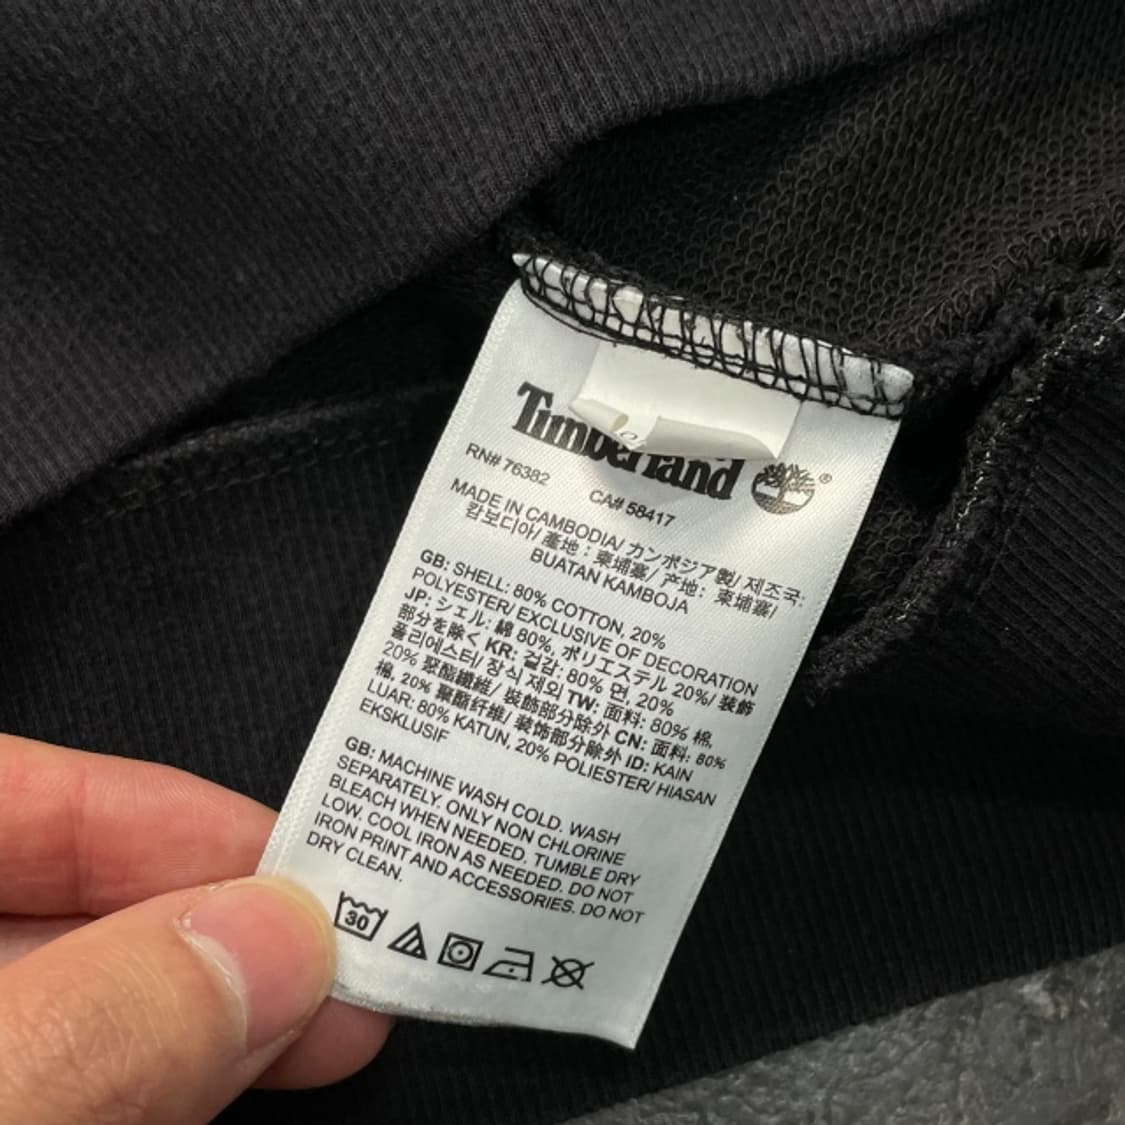 Timberland ®
RN# 76382 CA# 58417
MADE IN CAMBODIA/ カンボジア製/ 제조국:
캄보디아/ 產地：柬埔寨/ 产地：柬埔寨/
BUATAN KAMBOJA
GB: SHELL: 80% COTTON, 20%
POLYESTER/ EXCLUSIVE OF DECORATION
JP: シェル: 綿 80%, ポリエステル 20%/ 装飾
部分を除く KR: 겉감: 80% 면, 20%
폴리에스터/ 장식 제외 TW: 面料: 80% 棉,
20% 聚酯纖維/ 裝飾部分除外 CN: 面料: 80%
棉, 20% 聚酯纤维/ 装饰部分除外 ID: KAIN
LUAR: 80% KATUN, 20% POLIESTER/ HIASAN
EKSKLUSIF
GB: MACHINE WASH COLD. WASH
SEPARATELY. ONLY NON CHLORINE
BLEACH WHEN NEEDED. TUMBLE DRY
LOW. COOL IRON AS NEEDED. DO NOT
IRON PRINT AND ACCESSORIES. DO NOT
DRY CLEAN.
30